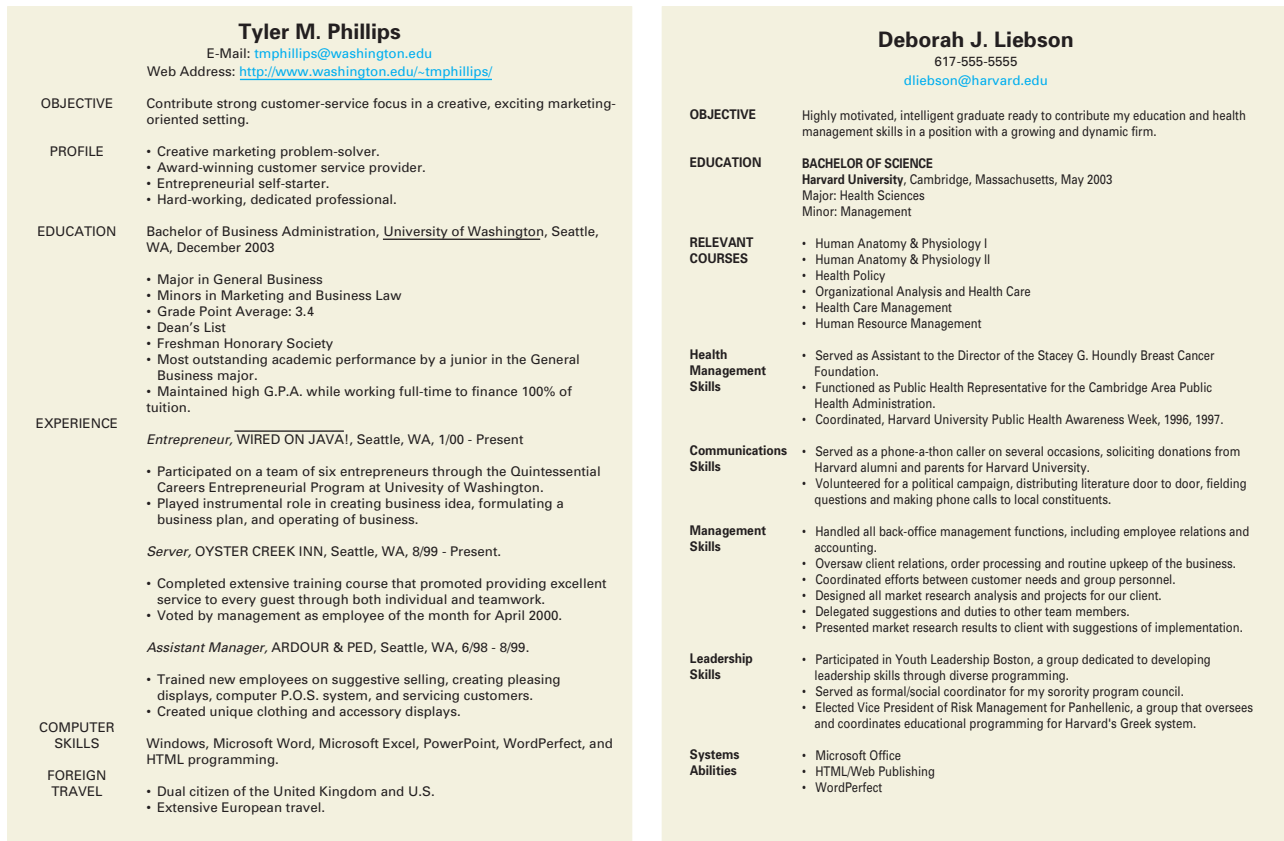 Tyler M. Phillips
E-Mail: tmphillips@washington.edu
Web Address: http://www.washington.edu/~tmphillips/
OBJECTIVE Contribute strong customer-service focus in a creative, exciting marketing-
oriented setting.
PROFILE • Creative marketing problem-solver.
• Award-winning customer service provider.
• Entrepreneurial self-starter.
• Hard-working, dedicated professional.
EDUCATION Bachelor of Business Administration, University of Washington, Seattle,
WA, December 2003
• Major in General Business
• Minors in Marketing and Business Law
• Grade Point Average: 3.4
• Dean's List
• Freshman Honorary Society
• Most outstanding academic performance by a junior in the General
Business major.
• Maintained high G.P.A. while working full-time to finance 100% of
tuition.
EXPERIENCE
Entrepreneur, WIRED ON JAVA!, Seattle, WA, 1/00 - Present
• Participated on a team of six entrepreneurs through the Quintessential
Careers Entrepreneurial Program at Univesity of Washington.
• Played instrumental role in creating business idea, formulating a
business plan, and operating of business.
Server, OYSTER CREEK INN, Seattle, WA, 8/99 - Present.
• Completed extensive training course that promoted providing excellent
service to every guest through both individual and teamwork.
• Voted by management as employee of the month for April 2000.
Assistant Manager, ARDOUR & PED, Seattle, WA, 6/98 - 8/99.
• Trained new employees on suggestive selling, creating pleasing
displays, computer P.O.S. system, and servicing customers.
• Created unique clothing and accessory displays.
COMPUTER
SKILLS Windows, Microsoft Word, Microsoft Excel, PowerPoint, WordPerfect, and
HTML programming.
FOREIGN
TRAVEL • Dual citizen of the United Kingdom and U.S.
• Extensive European travel.
Deborah J. Liebson
617-555-5555
dliebson@harvard.edu
OBJECTIVE Highly motivated, intelligent graduate ready to contribute my education and health
management skills in a position with a growing and dynamic firm.
EDUCATION BACHELOR OF SCIENCE
Harvard University, Cambridge, Massachusetts, May 2003
Major: Health Sciences
Minor: Management
RELEVANT • Human Anatomy & Physiology I
COURSES • Human Anatomy & Physiology II
• Health Policy
• Organizational Analysis and Health Care
• Health Care Management
• Human Resource Management
Health • Served as Assistant to the Director of the Stacey G. Houndly Breast Cancer
Management Foundation.
Skills • Functioned as Public Health Representative for the Cambridge Area Public
Health Administration.
• Coordinated, Harvard University Public Health Awareness Week, 1996, 1997.
Communications • Served as a phone-a-thon caller on several occasions, soliciting donations from
Skills Harvard alumni and parents for Harvard University.
• Volunteered for a political campaign, distributing literature door to door, fielding
questions and making phone calls to local constituents.
Management • Handled all back-office management functions, including employee relations and
Skills accounting.
• Oversaw client relations, order processing and routine upkeep of the business.
• Coordinated efforts between customer needs and group personnel.
• Designed all market research analysis and projects for our client.
• Delegated suggestions and duties to other team members.
• Presented market research results to client with suggestions of implementation.
Leadership • Participated in Youth Leadership Boston, a group dedicated to developing
Skills leadership skills through diverse programming.
• Served as formal/social coordinator for my sorority program council.
• Elected Vice President of Risk Management for Panhellenic, a group that oversees
and coordinates educational programming for Harvard's Greek system.
Systems • Microsoft Office
Abilities • HTML/Web Publishing
• WordPerfect